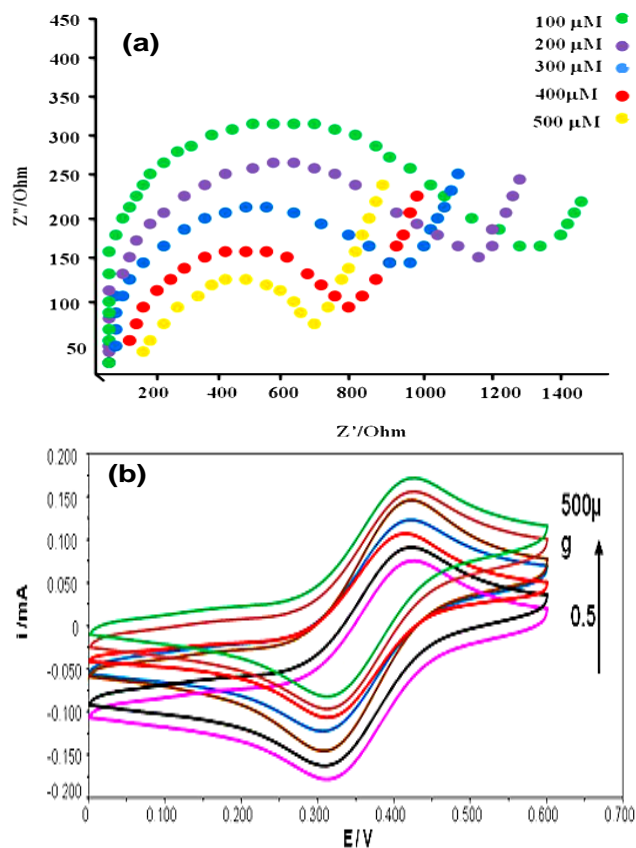 (a)
450
400
350
300
250
200
150
100
50
Z"/Ohm
100 µM
200 µM
300 µM
400µM
500 µM
200 400 600 800 1000 1200 1400
Z'/Ohm
(b)
0.200
0.150
0.100
0.050
0
-0.050
-0.100
-0.150
-0.200
i /mA
500µ
g
0.5
0 0.100 0.200 0.300 0.400 0.500 0.600 0.700
E/V